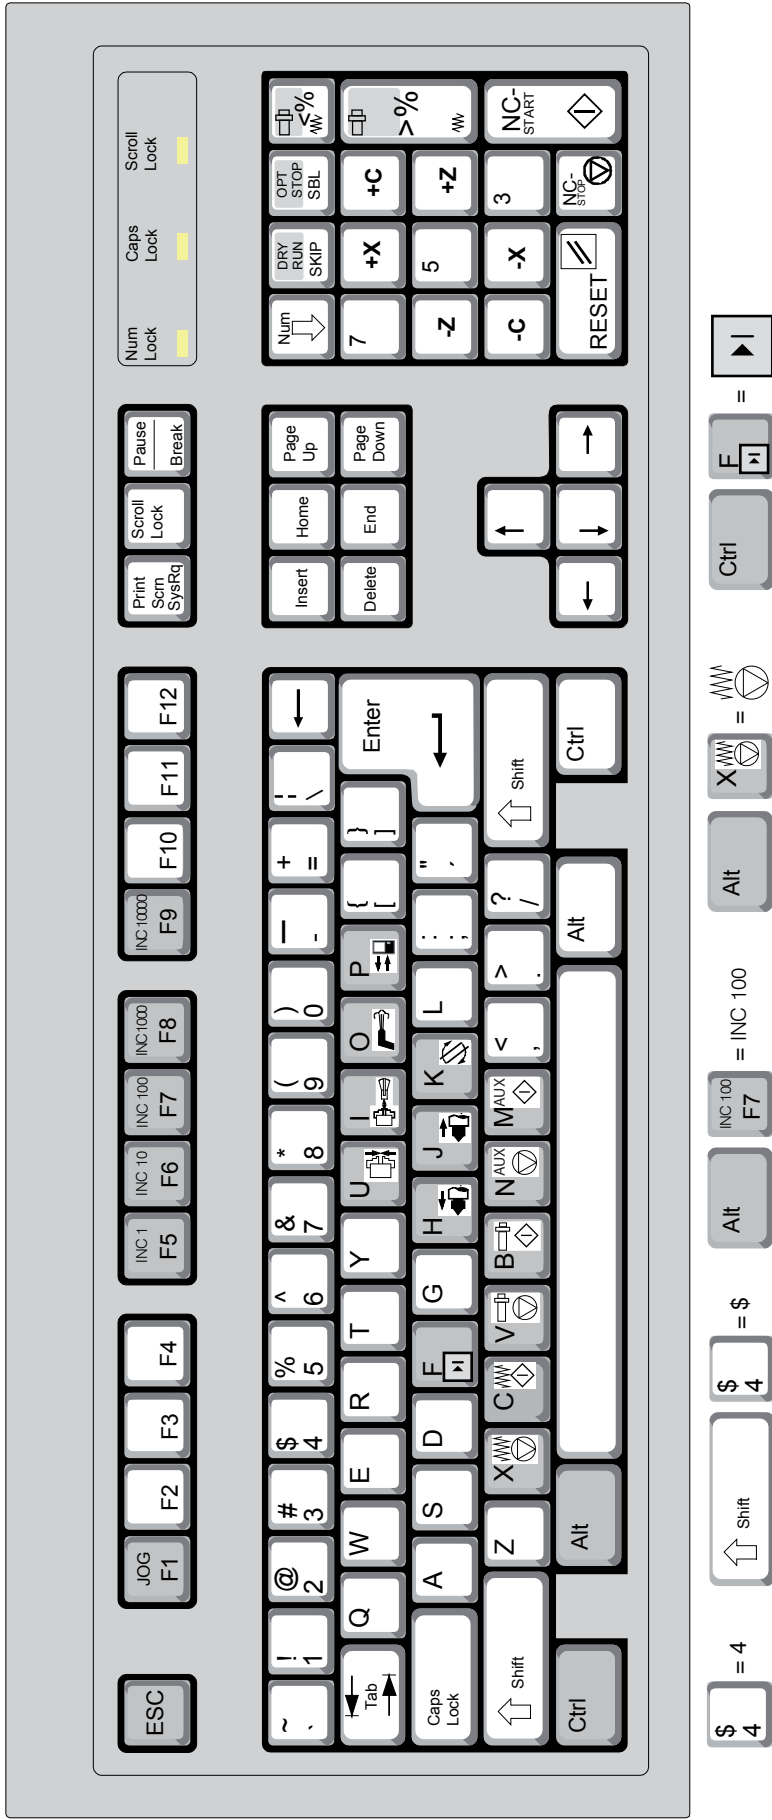 Num Lock
Caps Lock
Scroll Lock
ESC
JOG F1
F2
F3
F4
INC 1 F5
INC 10 F6
INC 100 F7
INC 1000 F8
INC 10000 F9
F10
F11
F12
Print Scrn SysRq
Scroll Lock
Pause Break
~ `
! 1
@ 2
# 3
$ 4
% 5
^ 6
& 7
* 8
( 9
) 0
— -
+ =
¦ \
Insert
Home
Page Up
Num
DRY RUN SKIP
OPT STOP SBL
<%
Tab
Q
W
E
R
T
Y
U
I
O
P
{ [
} ]
Enter
Delete
End
Page Down
7
+X
+C
>%
Caps Lock
A
S
D
F
G
H
J
K
L
: ;
" '
-Z
5
+Z
Shift
Z
X
C
V
B
N AUX
M AUX
< ,
> .
? /
Shift
-C
-X
3
NC-START
Ctrl
Alt
Alt
Ctrl
RESET
NC-STOP
$ 4 = 4
Shift $ 4 = $
Alt INC 100 F7 = INC 100
Alt X =
Ctrl F =